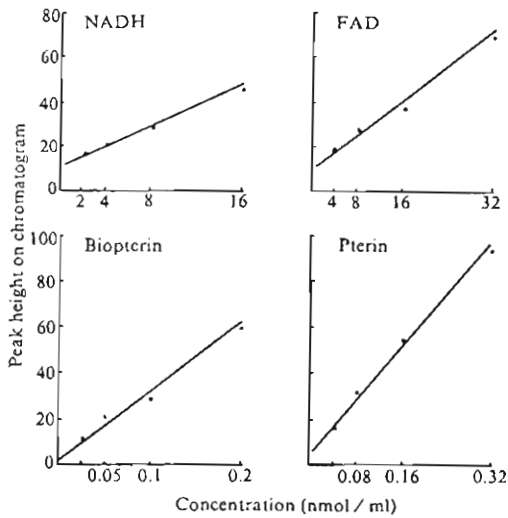 NADH
80
60
40
20
0
2 4 8 16
FAD
4 8 16 32
Biopterin
100
80
60
40
20
0
0.05 0.1 0.2
Pterin
0.08 0.16 0.32
Peak height on chromatogram
Concentration (nmol / ml)